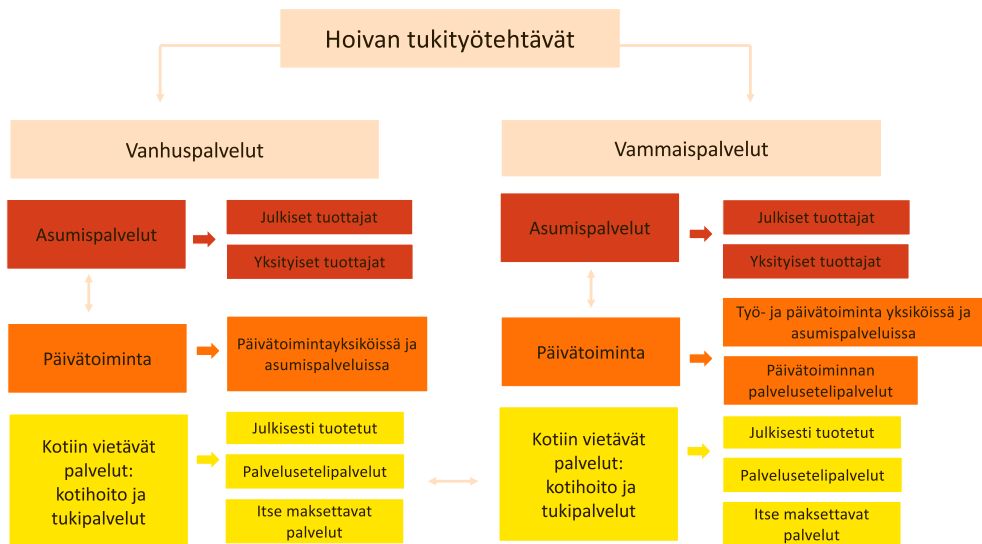 Hoivan tukityötehtävät
Vanhuspalvelut
Asumispalvelut
Julkiset tuottajat
Yksityiset tuottajat
Päivätoiminta
Päivätoimintayksiköissä ja
asumispalveluissa
Kotiin vietävät
palvelut:
kotihoito ja
tukipalvelut
Julkisesti tuotetut
Palvelusetelipalvelut
Itse maksettavat
palvelut
Vammaispalvelut
Asumispalvelut
Julkiset tuottajat
Yksityiset tuottajat
Päivätoiminta
Työ- ja päivätoiminta yksiköissä ja
asumispalveluissa
Päivätoiminnan
palvelusetelipalvelut
Kotiin vietävät
palvelut:
kotihoito ja
tukipalvelut
Julkisesti tuotetut
Palvelusetelipalvelut
Itse maksettavat
palvelut